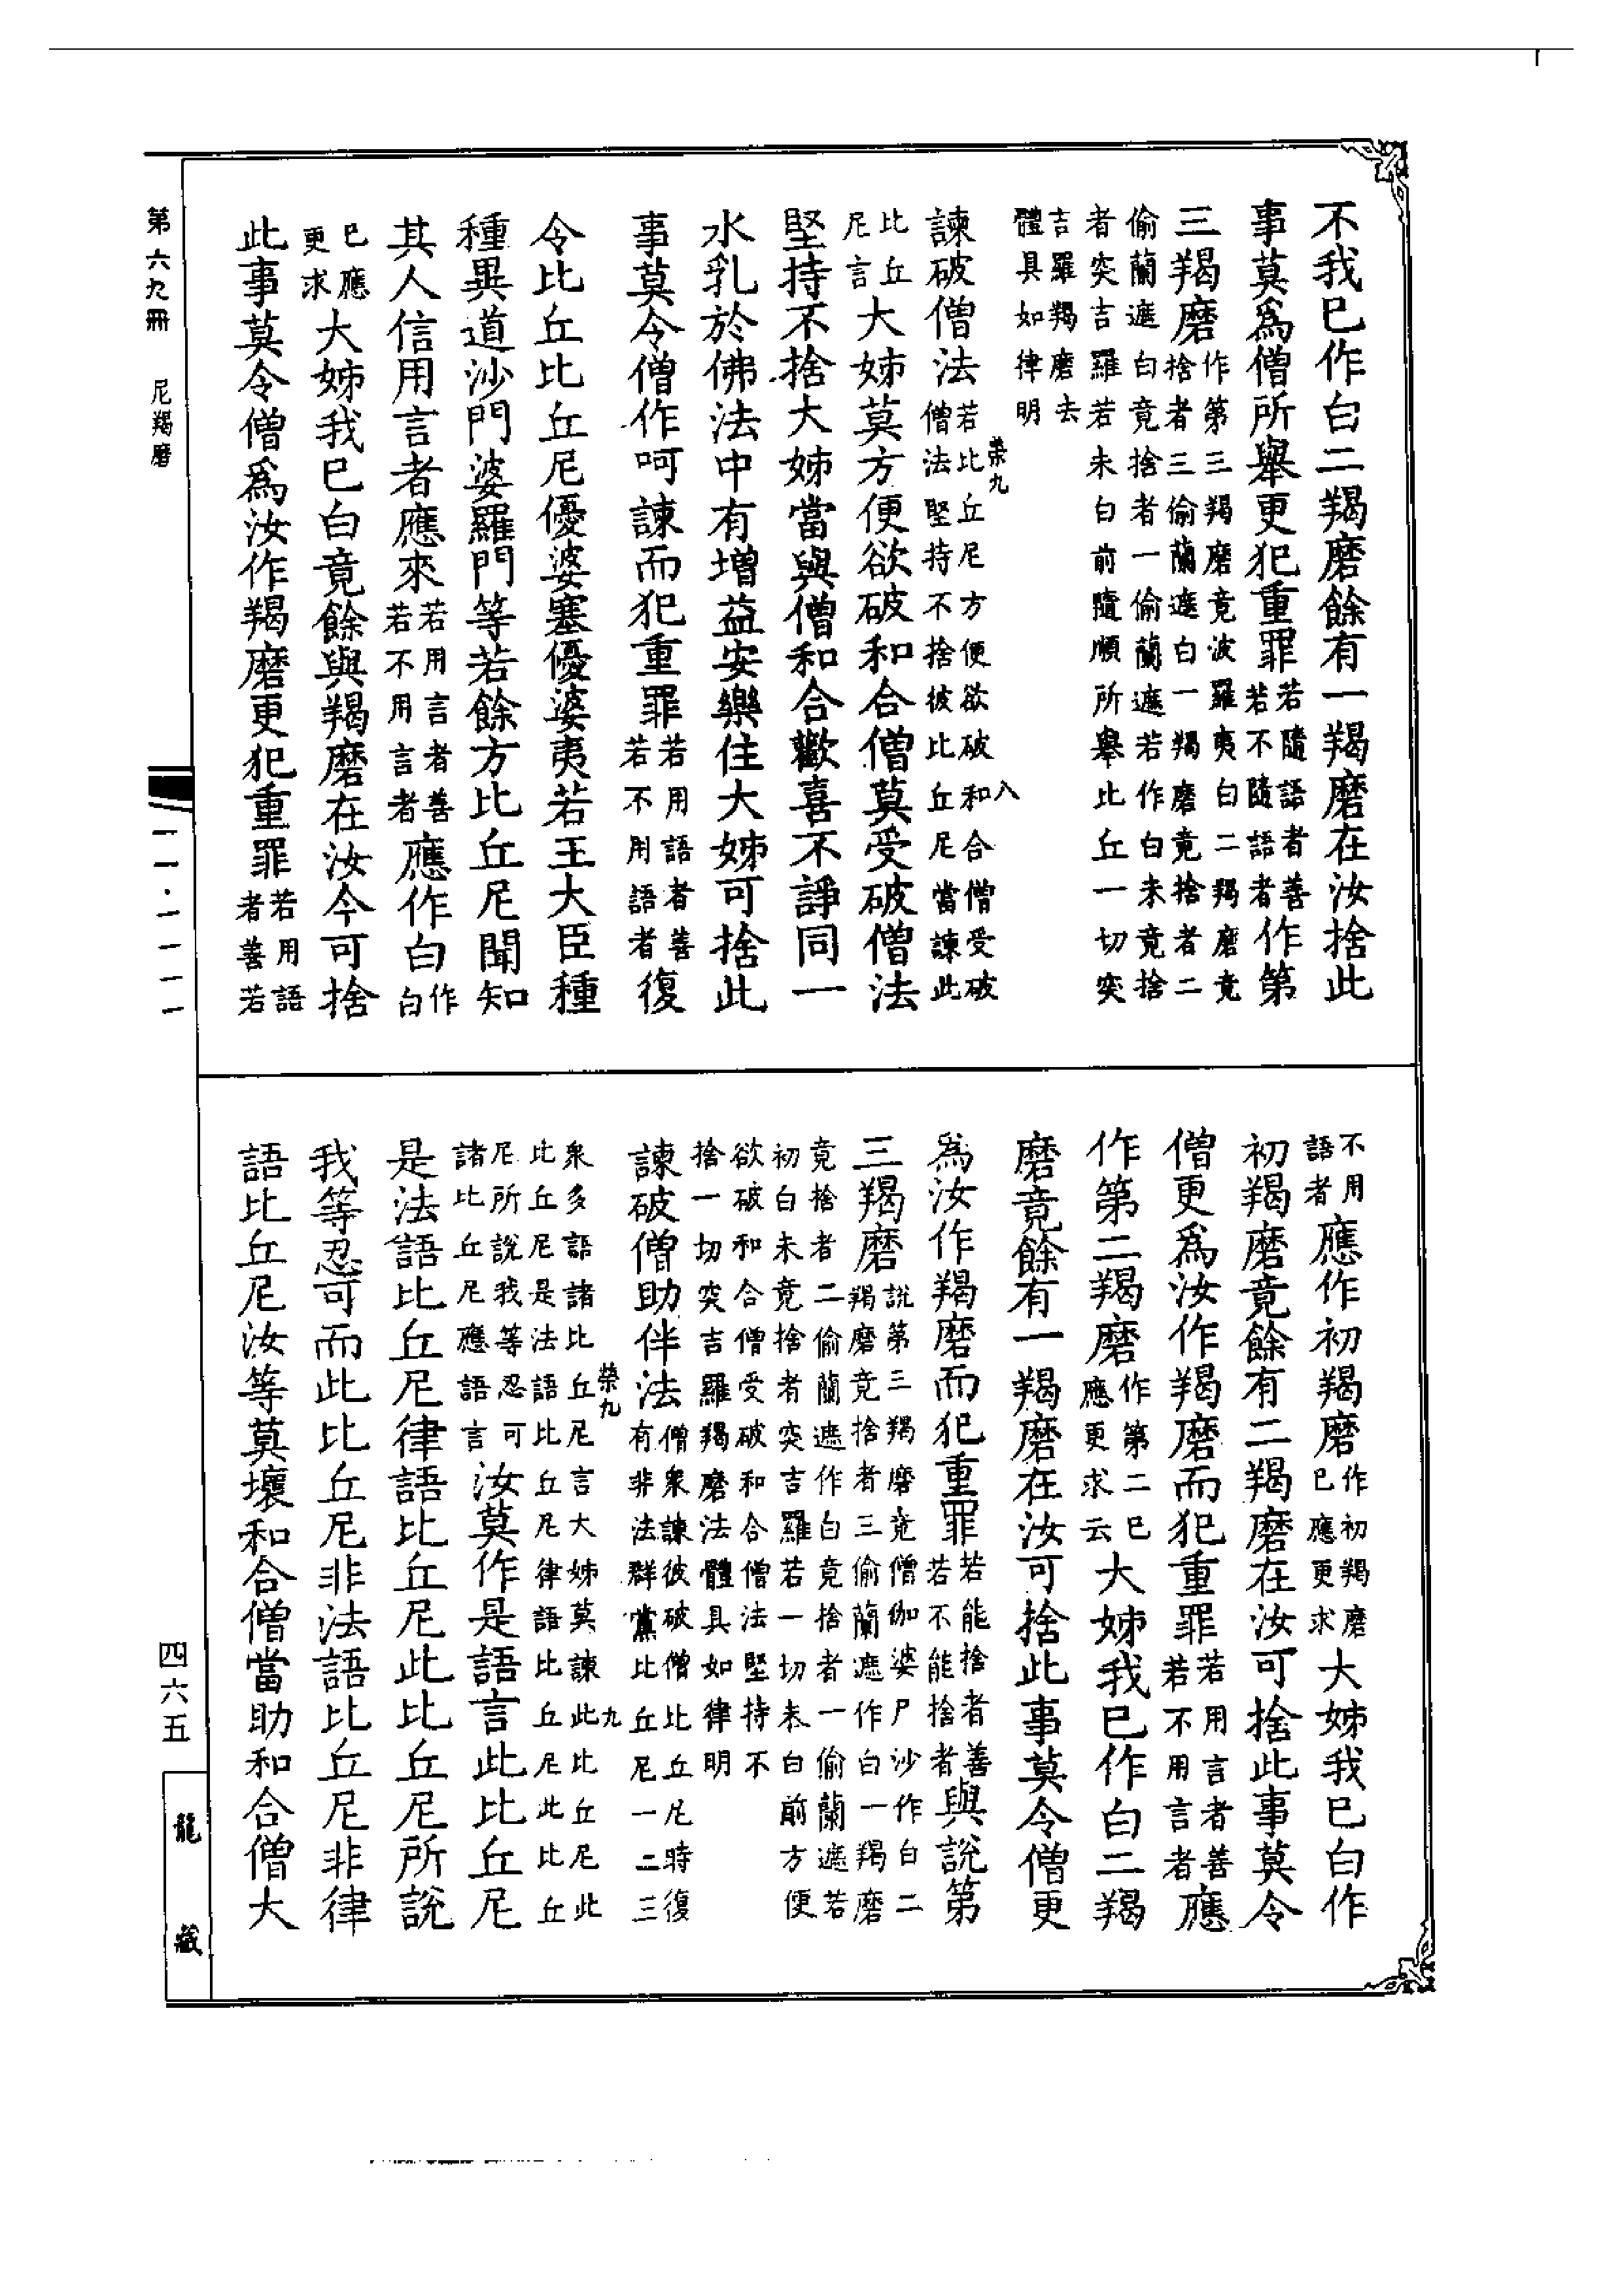 不我已作白二羯磨餘有一羯磨在汝捨此
事莫爲僧所舉更犯重罪若隨語者善若不隨語者作第
三羯磨作第三羯磨竟波羅夷白二羯磨竟捨者三偷蘭遮白一羯磨竟捨者二
偷蘭遮白竟捨者一偷蘭遮若作白未竟捨者突吉羅若未白前隨順所舉比丘一切突
吉羅羯磨去體具如律明
榮九 八
諫破僧法若比丘尼方便欲破和合僧受破僧法堅持不捨彼比丘尼當諫此
比丘尼言大姊莫方便欲破和合僧莫受破僧法
堅持不捨大姊當與僧和合歡喜不諍同一
水乳於佛法中有增益安樂住大姊可捨此
事莫令僧作呵諫而犯重罪若用語者善若不用語者復
令比丘比丘尼優婆塞優婆夷若王大臣種
種異道沙門婆羅門等若餘方比丘尼聞知
其人信用言者應來若用言者善若不用言者應作白作白
已應更求大姊我已白竟餘與羯磨在汝今可捨
此事莫令僧爲汝作羯磨更犯重罪若用語者善若
不用語者應作初羯磨作初羯磨已應更求大姊我已白作
初羯磨竟餘有二羯磨在汝可捨此事莫令
僧更爲汝作羯磨而犯重罪若用言者善若不用言者應
作第二羯磨作第二已應更求云大姊我已作白二羯
磨竟餘有一羯磨在汝可捨此事莫令僧更
為汝作羯磨而犯重罪若能捨者善若不能捨者與說第
三羯磨說第三羯磨竟僧伽婆尸沙作白二羯磨竟捨者三偷蘭遮作白一羯磨
竟捨者二偷蘭遮作白竟捨者一偷蘭遮若初白未竟捨者突吉羅若一切未白前方便
欲破和合僧受破和合僧法堅持不捨一切突吉羅羯磨法體具如律明
諫破僧助伴法僧衆諫彼破僧比丘尼時復有非法群黨比丘尼一二三
榮九 九
衆多語諸比丘尼言大姊莫諫此比丘尼此比丘尼是法語比丘尼律語比丘尼此比丘
尼所說我等忍可諸比丘尼應語言汝莫作是語言此比丘尼
是法語比丘尼律語比丘尼此比丘尼所說
我等忍可而此比丘尼非法語比丘尼非律
語比丘尼汝等莫壞和合僧當助和合僧大
第六九冊 尼羯磨
一一·一一一一
四六五
龍藏